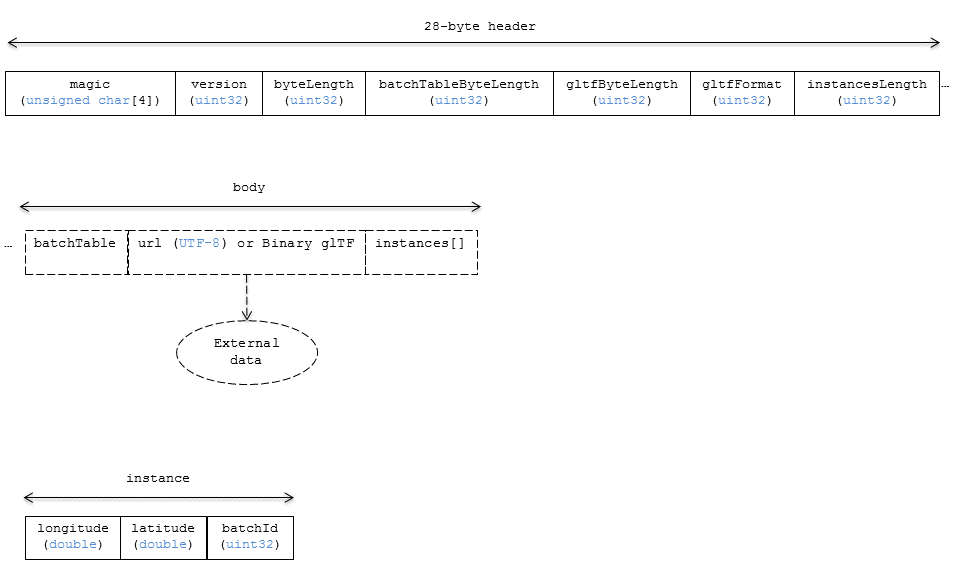 28-byte header
magic version byteLength batchTableByteLength gltfByteLength gltfFormat instancesLength …
(unsigned char[4]) (uint32) (uint32) (uint32) (uint32) (uint32) (uint32)
body
… batchTable url (UTF-8) or Binary glTF instances[]
External
data
instance
longitude latitude batchId
(double) (double) (uint32)